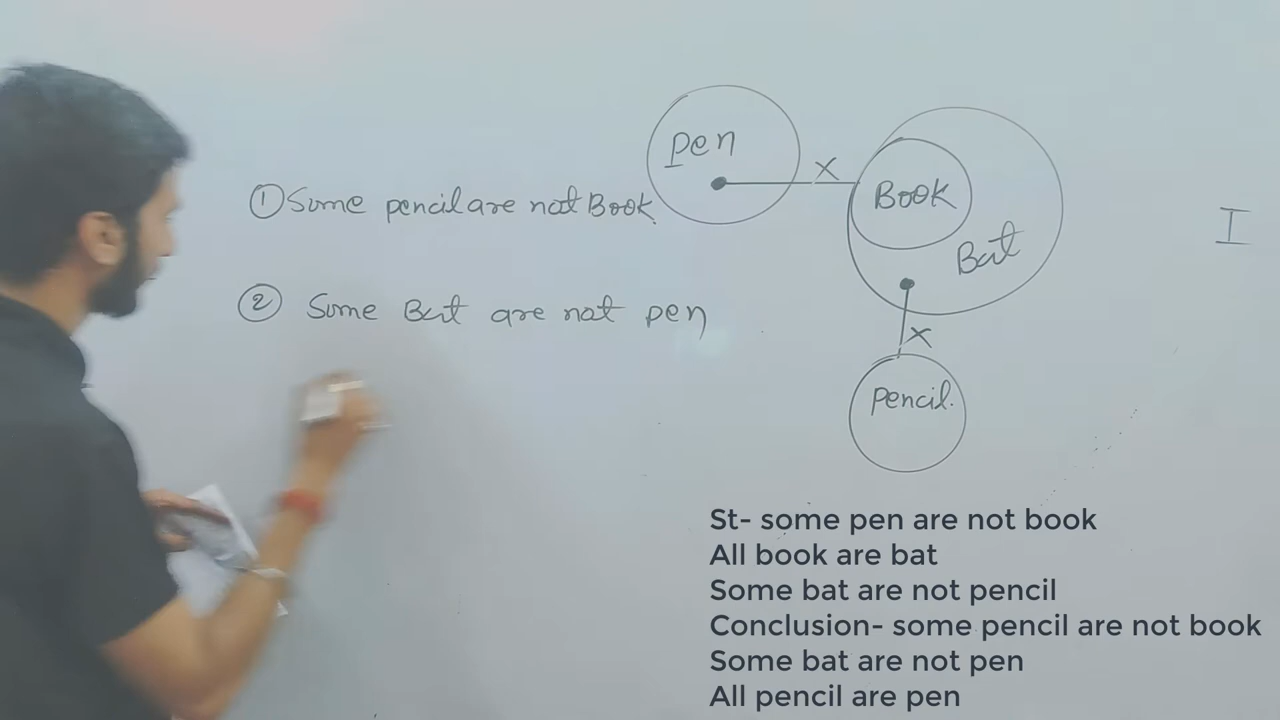 Pen
X
Book
I
① Some pencil are not Book
Bat
② Some Bat are not pen
X
Pencil.
St- some pen are not book
All book are bat
Some bat are not pencil
Conclusion- some pencil are not book
Some bat are not pen
All pencil are pen